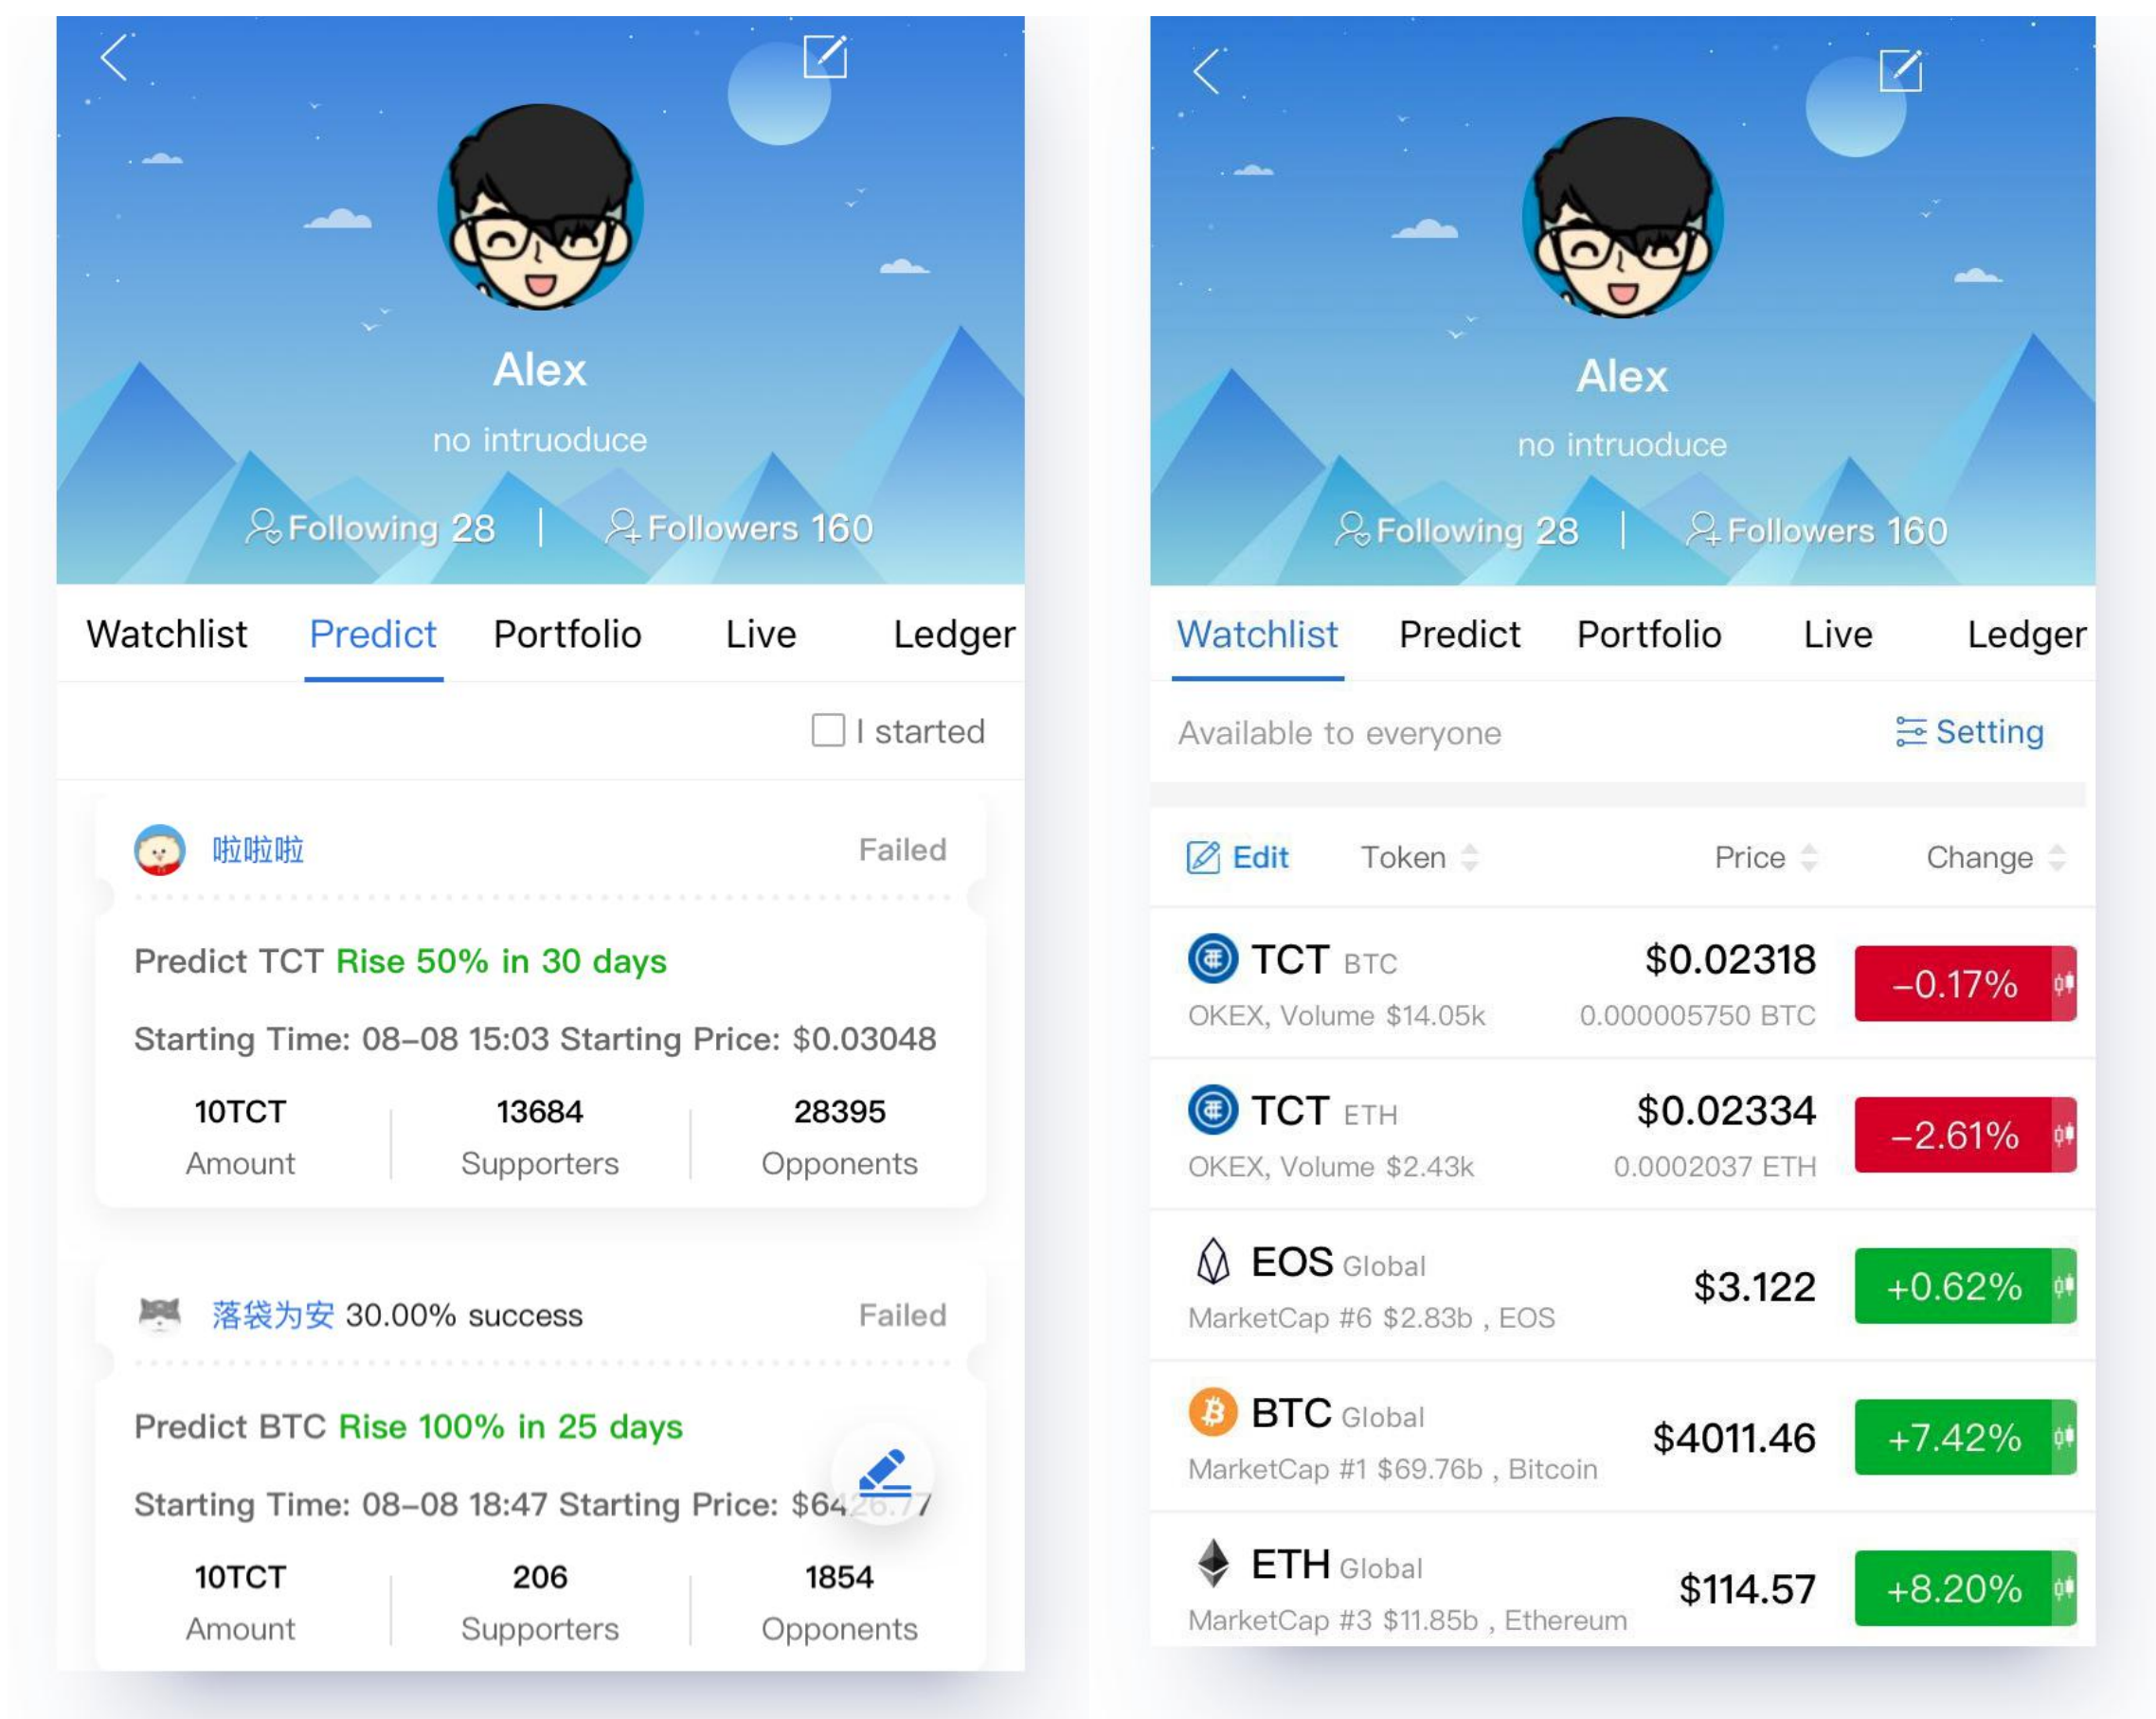 Alex
no intruoduce
Following 28 | Followers 160
Watchlist Predict Portfolio Live Ledger
I started
啦啦啦 Failed
Predict TCT Rise 50% in 30 days
Starting Time: 08-08 15:03 Starting Price: $0.03048
10TCT 13684 28395
Amount Supporters Opponents
落袋为安 30.00% success Failed
Predict BTC Rise 100% in 25 days
Starting Time: 08-08 18:47 Starting Price: $6426.77
10TCT 206 1854
Amount Supporters Opponents
Alex
no intruoduce
Following 28 | Followers 160
Watchlist Predict Portfolio Live Ledger
Available to everyone Setting
Edit Token Price Change
TCT BTC $0.02318 -0.17%
OKEX, Volume $14.05k 0.000005750 BTC
TCT ETH $0.02334 -2.61%
OKEX, Volume $2.43k 0.0002037 ETH
EOS Global $3.122 +0.62%
MarketCap #6 $2.83b , EOS
BTC Global $4011.46 +7.42%
MarketCap #1 $69.76b , Bitcoin
ETH Global $114.57 +8.20%
MarketCap #3 $11.85b , Ethereum